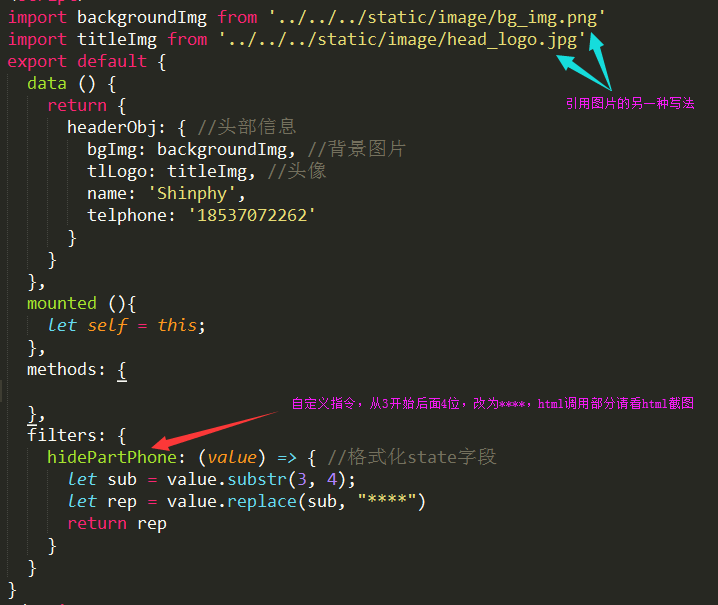 import backgroundImg from '../../../static/image/bg_img.png'
import titleImg from '../../../static/image/head_logo.jpg'
引用图片的另一种写法
export default {
  data () {
    return {
      headerObj: { //头部信息
        bgImg: backgroundImg, //背景图片
        tlLogo: titleImg, //头像
        name: 'Shinphy',
        telphone: '18537072262'
      }
    }
  },
  mounted (){
    let self = this;
  },
  methods: {
自定义指令，从3开始后面4位，改为****，html调用部分请看html截图
  },
  filters: {
    hidePartPhone: (value) => { //格式化state字段
      let sub = value.substr(3, 4);
      let rep = value.replace(sub, "****")
      return rep
    }
  }
}